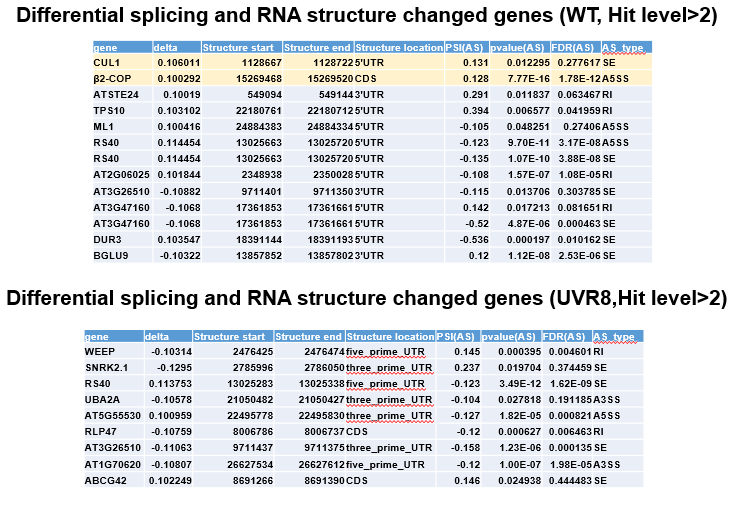 Differential splicing and RNA structure changed genes (WT, Hit level>2)
gene delta Structure start Structure end Structure location PSI(AS) pvalue(AS) FDR(AS) AS_type
CUL1 0.106011 1128667 1128722 5'UTR 0.131 0.012295 0.277617 SE
β2-COP 0.100292 15269468 15269520 CDS 0.128 7.77E-16 1.78E-12 A5SS
ATSTE24 0.10019 549094 549144 3'UTR 0.291 0.011837 0.063467 RI
TPS10 0.103102 22180761 22180712 5'UTR 0.394 0.006577 0.041959 RI
ML1 0.100416 24884383 24884334 5'UTR -0.105 0.048251 0.27406 A5SS
RS40 0.114454 13025663 13025720 5'UTR -0.123 9.70E-11 3.17E-08 A5SS
RS40 0.114454 13025663 13025720 5'UTR -0.135 1.07E-10 3.88E-08 SE
AT2G06025 0.101844 2348938 2350028 5'UTR -0.108 1.57E-07 1.08E-05 RI
AT3G26510 -0.10882 9711401 9711350 3'UTR -0.115 0.013706 0.303785 SE
AT3G47160 -0.1068 17361853 17361661 5'UTR 0.142 0.017213 0.081651 RI
AT3G47160 -0.1068 17361853 17361661 5'UTR -0.52 4.87E-06 0.000463 SE
DUR3 0.103547 18391144 18391193 5'UTR -0.536 0.000197 0.010162 SE
BGLU9 -0.10322 13857852 13857802 3'UTR 0.12 1.12E-08 2.53E-06 SE
Differential splicing and RNA structure changed genes (UVR8,Hit level>2)
gene delta Structure start Structure end Structure location PSI(AS) pvalue(AS) FDR(AS) AS_type
WEEP -0.10314 2476425 2476474 five_prime_UTR 0.145 0.000395 0.004601 RI
SNRK2.1 -0.1295 2785996 2786050 three_prime_UTR 0.237 0.019704 0.374459 SE
RS40 0.113753 13025283 13025338 five_prime_UTR -0.123 3.49E-12 1.62E-09 SE
UBA2A -0.10578 21050482 21050427 three_prime_UTR -0.104 0.027818 0.191185 A3SS
AT5G55530 0.100959 22495778 22495830 three_prime_UTR -0.127 1.82E-05 0.000821 A5SS
RLP47 -0.10759 8006786 8006737 CDS -0.12 0.000627 0.006463 RI
AT3G26510 -0.11063 9711437 9711375 three_prime_UTR -0.158 1.23E-06 0.000135 SE
AT1G70620 -0.10807 26627534 26627612 five_prime_UTR -0.12 1.00E-07 1.98E-05 A3SS
ABCG42 0.102249 8691266 8691390 CDS 0.146 0.024938 0.444483 SE